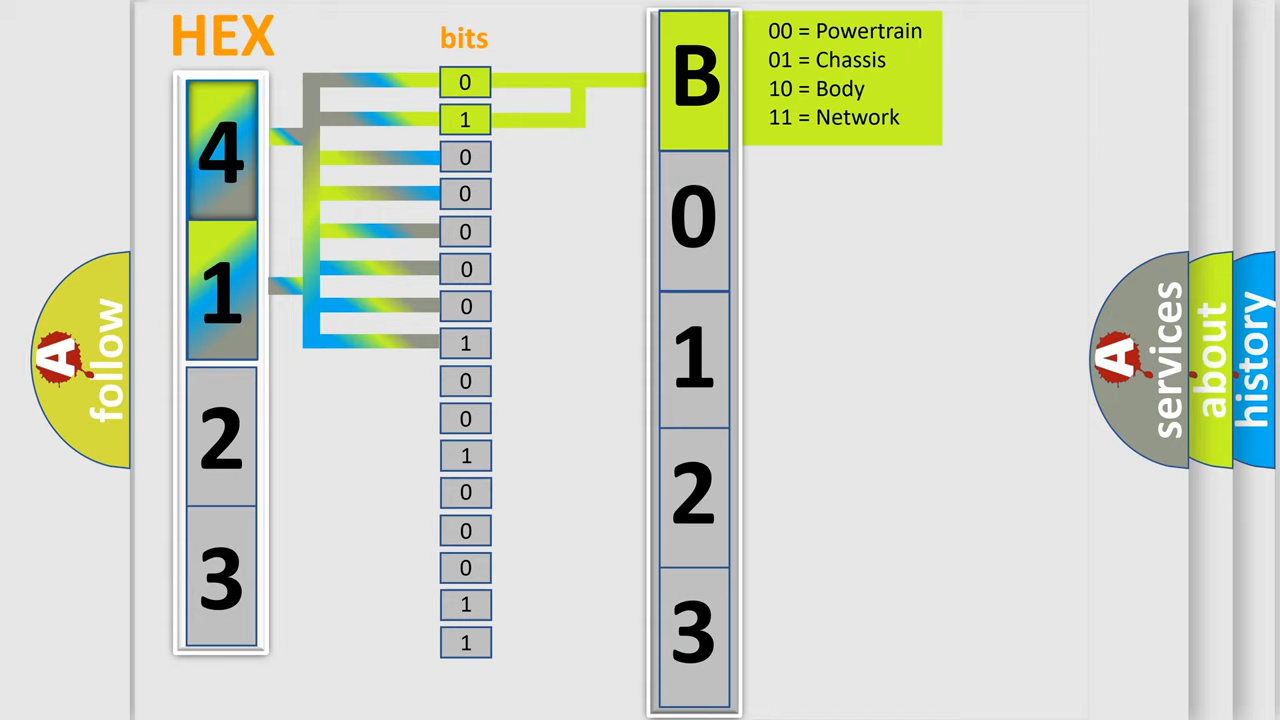 HEX
bits
4
1
2
3
0
1
0
0
0
0
0
1
0
0
1
0
0
0
1
1
B
0
1
2
3
00 = Powertrain
01 = Chassis
10 = Body
11 = Network
A follow
A services
about
history